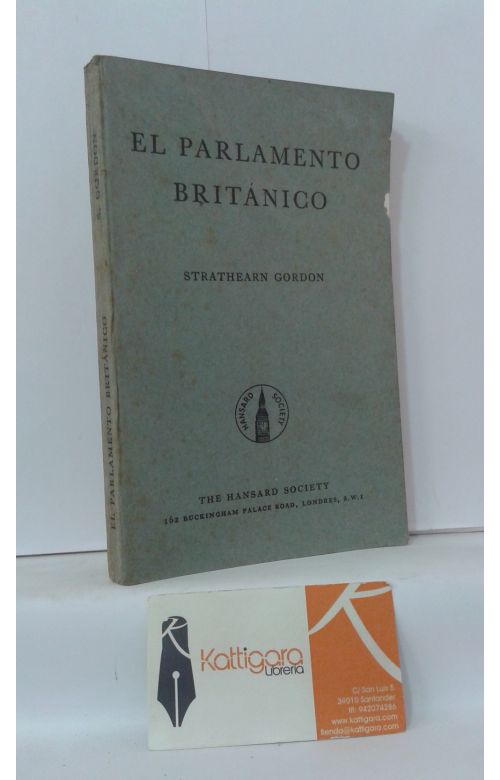 EL PARLAMENTO
BRITÁNICO
STRATHEARN GORDON
HANSARD SOCIETY
THE HANSARD SOCIETY
162 BUCKINGHAM PALACE ROAD, LONDRES, S.W.1
S. GORDON
EL PARLAMENTO BRITÁNICO
Kattigara
Librería
C/ San Luis 5
39010 Santander
tlf: 942074286
www.kattigara.com
tienda@kattigara.com